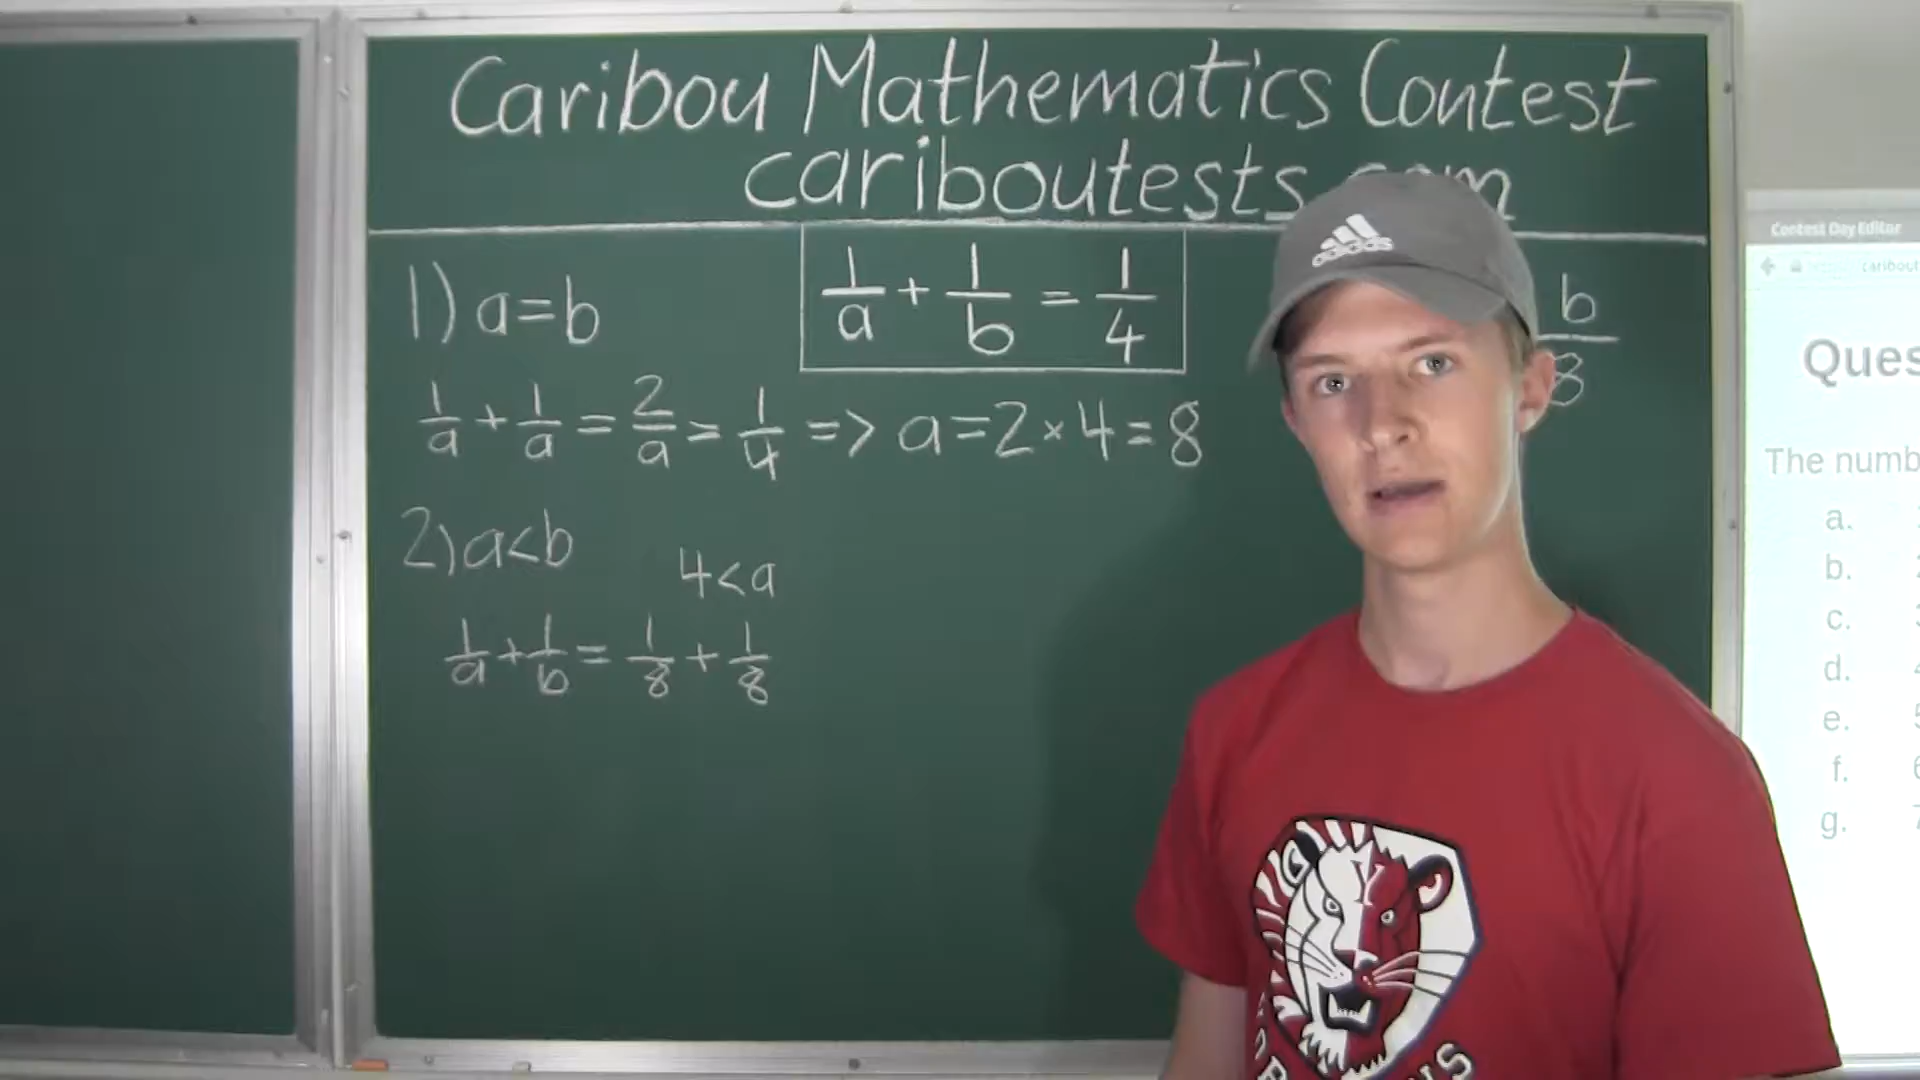 Caribou Mathematics Contest
cariboutests
1) a=b
1/a + 1/b = 1/4
b
8
1/a + 1/a = 2/a = 1/4 => a=2×4=8
2) a<b
4<a
1/a + 1/b = 1/8 + 1/8
adidas
Contest Day Editor
Ques
The numb
a.
b.
c.
d.
e.
f.
g.